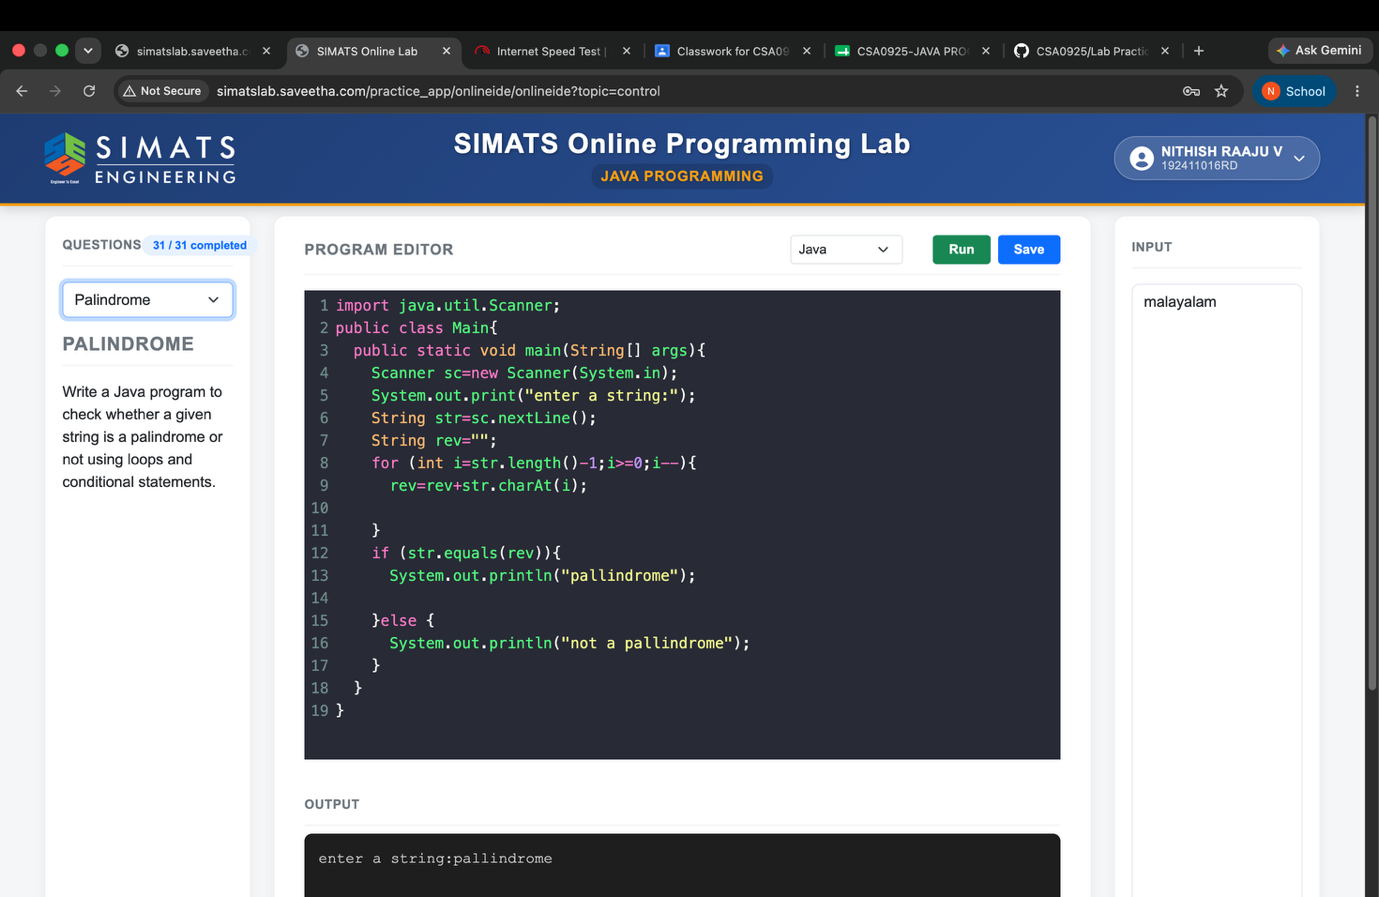 simatslab.saveetha.c
SIMATS Online Lab
Internet Speed Test |
Classwork for CSA09
CSA0925-JAVA PRO
CSA0925/Lab Practic
Ask Gemini
Not Secure
simatslab.saveetha.com/practice_app/onlineide/onlineide?topic=control
N School
SIMATS
ENGINEERING
Engineer to Excel
SIMATS Online Programming Lab
JAVA PROGRAMMING
NITHISH RAAJU V
192411016RD
QUESTIONS 31 / 31 completed
Palindrome
PALINDROME
Write a Java program to
check whether a given
string is a palindrome or
not using loops and
conditional statements.
PROGRAM EDITOR
Java
Run
Save
1 import java.util.Scanner;
2 public class Main{
3 public static void main(String[] args){
4 Scanner sc=new Scanner(System.in);
5 System.out.print("enter a string:");
6 String str=sc.nextLine();
7 String rev="";
8 for (int i=str.length()-1;i>=0;i--){
9 rev=rev+str.charAt(i);
10
11 }
12 if (str.equals(rev)){
13 System.out.println("pallindrome");
14
15 }else {
16 System.out.println("not a pallindrome");
17 }
18 }
19 }
OUTPUT
enter a string:pallindrome
INPUT
malayalam